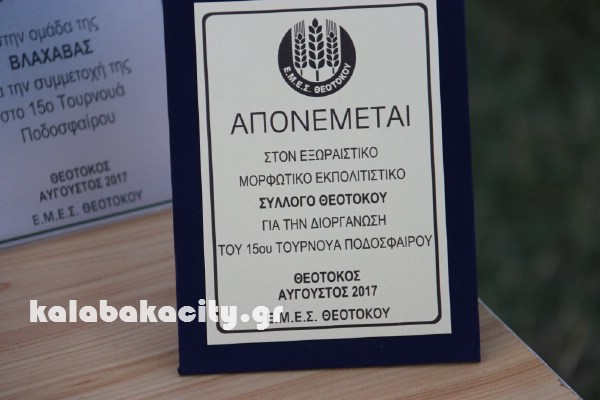 στην ομάδα της
ΒΛΑΧΑΒΑΣ
α την συμμετοχή της
στο 15ο Τουρνουά
Ποδοσφαίρου
ΘΕΟΤΟΚΟΣ
ΑΥΓΟΥΣΤΟΣ 2017
Ε.Μ.Ε.Σ. ΘΕΟΤΟΚΟΥ
Ε.Μ.Ε.Σ. ΘΕΟΤΟΚΟΥ
ΑΠΟΝΕΜΕΤΑΙ
ΣΤΟΝ ΕΞΩΡΑΙΣΤΙΚΟ
ΜΟΡΦΩΤΙΚΟ ΕΚΠΟΛΙΤΙΣΤΙΚΟ
ΣΥΛΛΟΓΟ ΘΕΟΤΟΚΟΥ
ΓΙΑ ΤΗΝ ΔΙΟΡΓΑΝΩΣΗ
ΤΟΥ 15ου ΤΟΥΡΝΟΥΑ ΠΟΔΟΣΦΑΙΡΟΥ
ΘΕΟΤΟΚΟΣ
ΑΥΓΟΥΣΤΟΣ 2017
Ε.Μ.Ε.Σ. ΘΕΟΤΟΚΟΥ
kalabakacity.gr